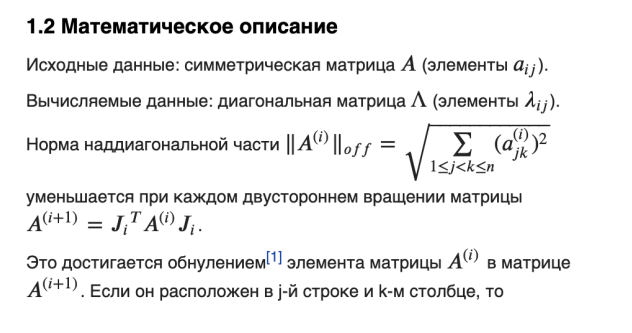 1.2 Математическое описание
Исходные данные: симметрическая матрица A (элементы a_{ij}).
Вычисляемые данные: диагональная матрица Λ (элементы λ_{ij}).
Норма наддиагональной части ‖A^{(i)}‖_{off} = √(∑_{1≤j<k≤n} (a_{jk}^{(i)})^2)
уменьшается при каждом двустороннем вращении матрицы
A^{(i+1)} = J_i^T A^{(i)} J_i.
Это достигается обнулением[1] элемента матрицы A^{(i)} в матрице
A^{(i+1)}. Если он расположен в j-й строке и k-м столбце, то